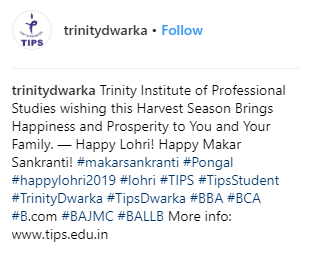 TIPS
trinitydwarka • Follow
trinitydwarka Trinity Institute of Professional
Studies wishing this Harvest Season Brings
Happiness and Prosperity to You and Your
Family. — Happy Lohri! Happy Makar
Sankranti! #makarsankranti #Pongal
#happylohri2019 #lohri #TIPS #TipsStudent
#TrinityDwarka #TipsDwarka #BBA #BCA
#B.com #BAJMC #BALLB More info:
www.tips.edu.in